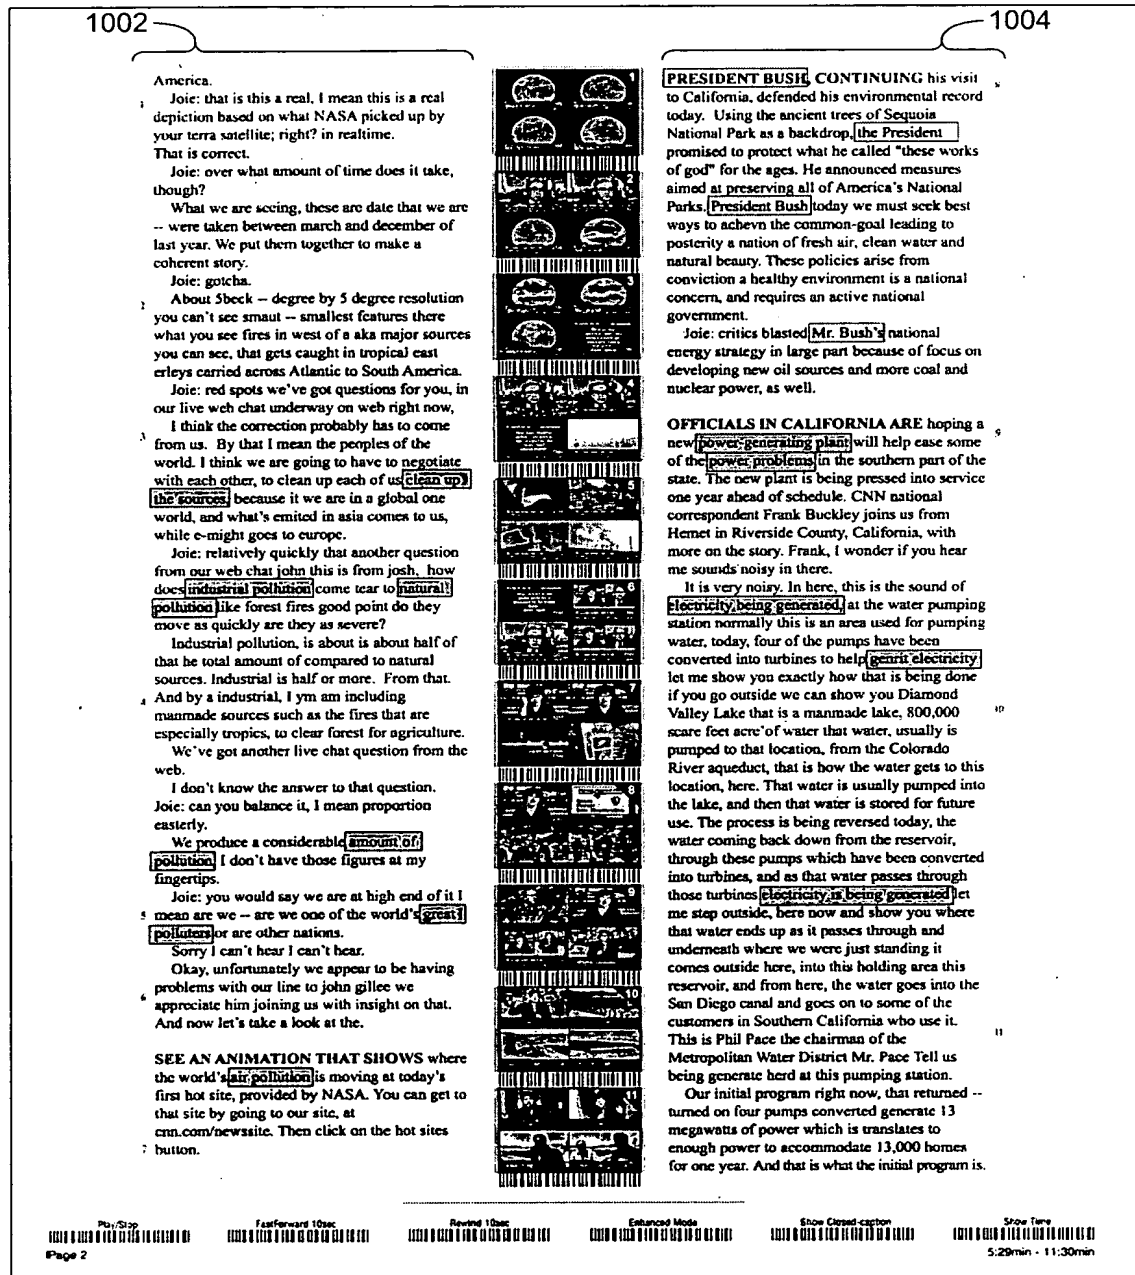 1002
1004
America.
Joie: that is this a real, I mean this is a real
1
depiction based on what NASA picked up by
your terra satellite; right? in realtime.
That is correct.
Joie: over what amount of time does it take,
though?
What we are seeing, these are date that we are
-- were taken between march and december of
last year. We put them together to make a
coherent story.
Joie: gotcha.
About 5beck -- degree by 5 degree resolution
2
you can't see smaut -- smallest features there
what you see fires in west of a aka major sources
you can see, that gets caught in tropical east
erleys carried across Atlantic to South America.
Joie: red spots we've got questions for you, in
our live web chat underway on web right now,
I think the correction probably has to come
3
from us. By that I mean the peoples of the
world. I think we are going to have to negotiate
with each other, to clean up each of us clean up
the sources, because it we are in a global one
world, and what's emited in asia comes to us,
while e-might goes to europe.
Joie: relatively quickly that another question
from our web chat john this is from josh, how
does industrial pollution come tear to natural
pollution like forest fires good point do they
move as quickly are they as severe?
Industrial pollution, is about is about half of
that he total amount of compared to natural
sources. Industrial is half or more. From that.
4
And by a industrial, I ym am including
manmade sources such as the fires that are
especially tropics, to clear forest for agriculture.
We've got another live chat question from the
web.
I don't know the answer to that question.
Joie: can you balance it, I mean proportion
easterly.
We produce a considerable amount of
pollution, I don't have those figures at my
fingertips.
Joie: you would say we are at high end of it I
5
mean are we -- are we one of the world's great
polluters or are other nations.
Sorry I can't hear I can't hear.
Okay, unfortunately we appear to be having
problems with our line to john gillee we
6
appreciate him joining us with insight on that.
And now let's take a look at the.
SEE AN ANIMATION THAT SHOWS where
the world's air pollution is moving at today's
first hot site, provided by NASA. You can get to
that site by going to our site, at
cnn.com/newssite. Then click on the hot sites
7
button.
1
2
3
4
5
6
7
8
9
10
11
PRESIDENT BUSH, CONTINUING his visit
to California, defended his environmental record
today. Using the ancient trees of Sequoia
National Park as a backdrop, the President
promised to protect what he called "these works
of god" for the ages. He announced measures
aimed at preserving all of America's National
Parks. President Bush today we must seek best
ways to achevn the common-goal leading to
posterity a nation of fresh air, clean water and
natural beauty. These policies arise from
conviction a healthy environment is a national
concern, and requires an active national
government.
Joie: critics blasted Mr. Bush's national
energy strategy in large part because of focus on
developing new oil sources and more coal and
nuclear power, as well.
OFFICIALS IN CALIFORNIA ARE hoping a
9
new power-generating plant will help ease some
of the power problems in the southern part of the
state. The new plant is being pressed into service
one year ahead of schedule. CNN national
correspondent Frank Buckley joins us from
Hemet in Riverside County, California, with
more on the story. Frank, I wonder if you hear
me sounds noisy in there.
It is very noisy. In here, this is the sound of
electricity being generated, at the water pumping
station normally this is an area used for pumping
water, today, four of the pumps have been
converted into turbines to help genrit electricity
let me show you exactly how that is being done
if you go outside we can show you Diamond
10
Valley Lake that is a manmade lake, 800,000
scare feet acre of water that water, usually is
pumped to that location, from the Colorado
River aqueduct, that is how the water gets to this
location, here. That water is usually pumped into
the lake, and then that water is stored for future
use. The process is being reversed today, the
water coming back down from the reservoir,
through these pumps which have been converted
into turbines, and as that water passes through
those turbines electricity is being generated let
me step outside, here now and show you where
that water ends up as it passes through and
underneath where we were just standing it
comes outside here, into this holding area this
reservoir, and from here, the water goes into the
San Diego canal and goes on to some of the
customers in Southern California who use it.
This is Phil Pace the chairman of the
11
Metropolitan Water District Mr. Pace Tell us
being generate herd at this pumping station.
Our initial program right now, that returned --
turned on four pumps converted generate 13
megawatts of power which is translates to
enough power to accommodate 13,000 homes
for one year. And that is what the initial program is.
Play/Stop
FastForward 10sec
Rewind 10sec
Enhanced Mode
Show Closed-caption
Show Time
Page 2
5:29min - 11:30min